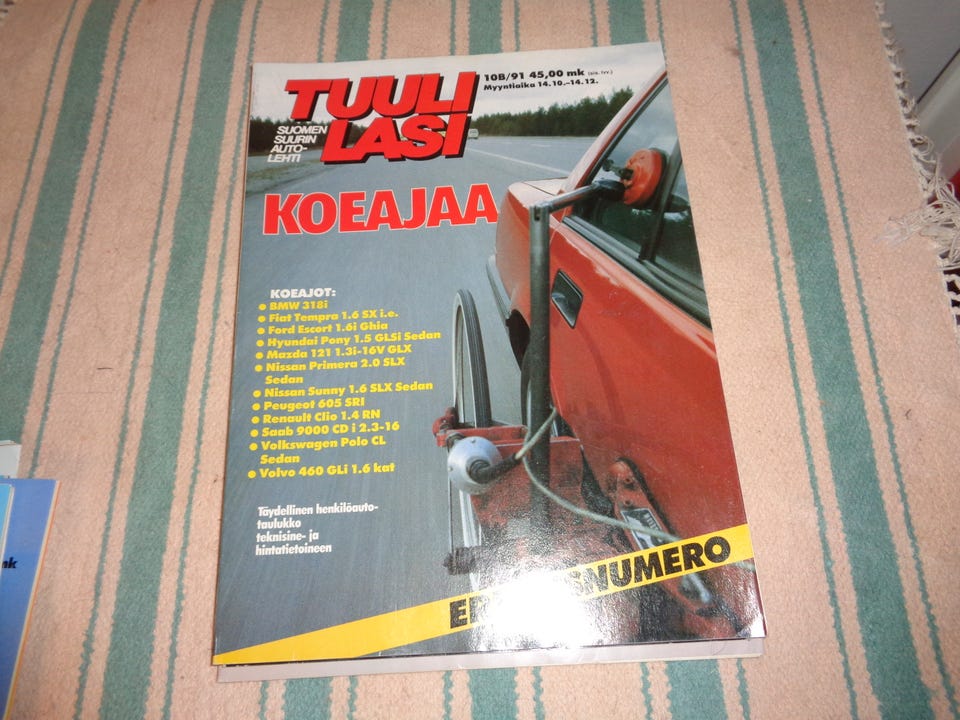 TUULI
LASI
SUOMEN
SUURIN
AUTO-
LEHTI
10B/91 45,00 mk (sis. lvv.)
Myyntiaika 14.10.–14.12.
KOEAJAA
KOEAJOT:
● BMW 318i
● Fiat Tempra 1.6 SX i.e.
● Ford Escort 1.6i Ghia
● Hyundai Pony 1.5 GLSi Sedan
● Mazda 121 1.3i-16V GLX
● Nissan Primera 2.0 SLX
Sedan
● Nissan Sunny 1.6 SLX Sedan
● Peugeot 605 SRI
● Renault Clio 1.4 RN
● Saab 9000 CD i 2.3-16
● Volkswagen Polo CL
Sedan
● Volvo 460 GLi 1.6 kat
Täydellinen henkilöauto-
taulukko
teknisine- ja
hintatietoineen
mk